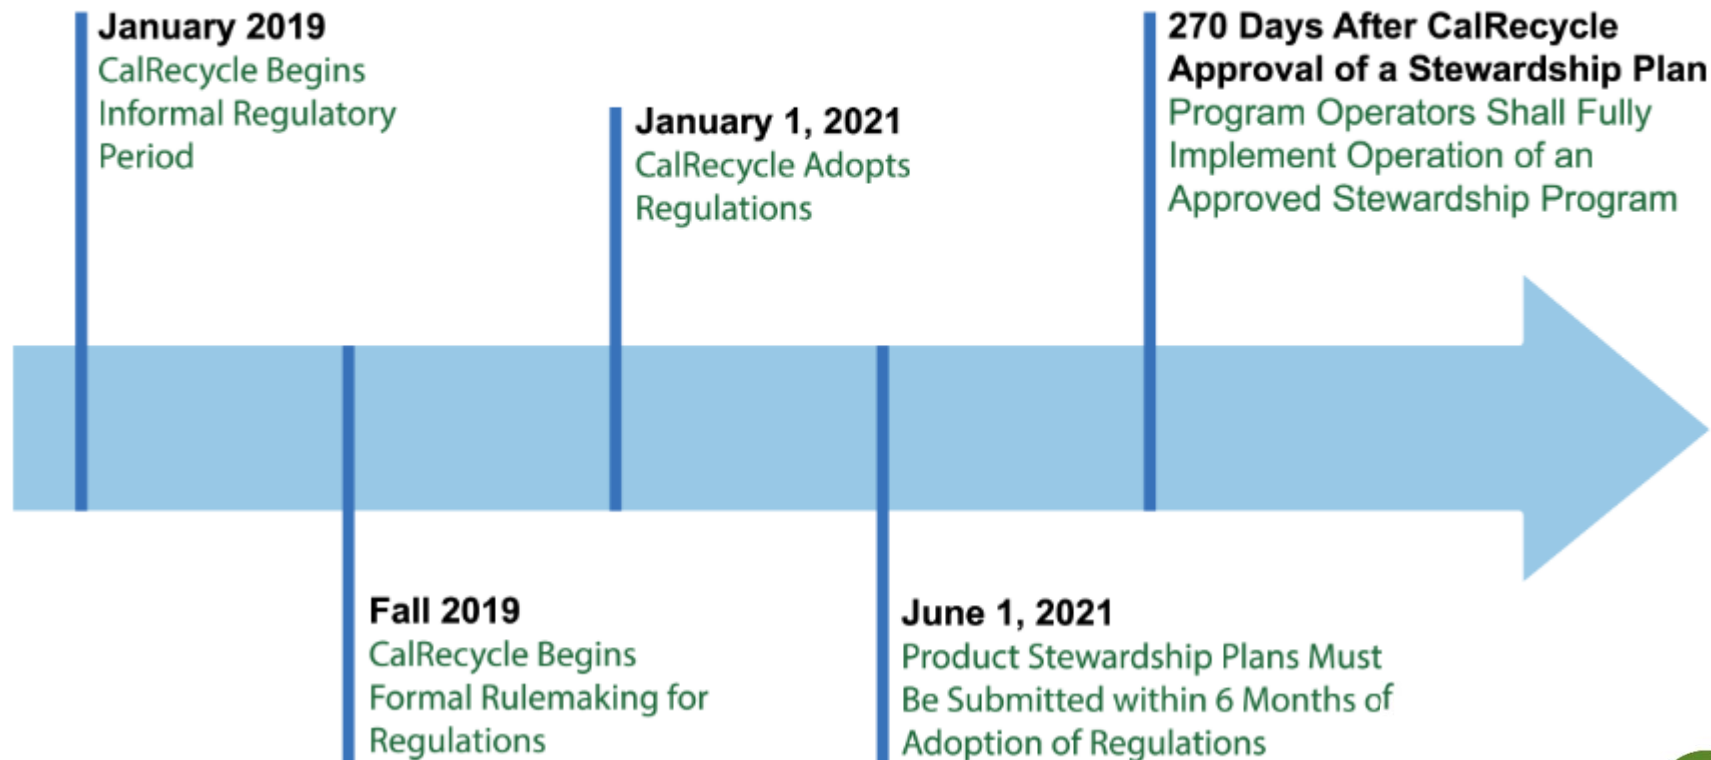 January 2019
CalRecycle Begins
Informal Regulatory
Period
Fall 2019
CalRecycle Begins
Formal Rulemaking for
Regulations
January 1, 2021
CalRecycle Adopts
Regulations
June 1, 2021
Product Stewardship Plans Must
Be Submitted within 6 Months of
Adoption of Regulations
270 Days After CalRecycle
Approval of a Stewardship Plan
Program Operators Shall Fully
Implement Operation of an
Approved Stewardship Program